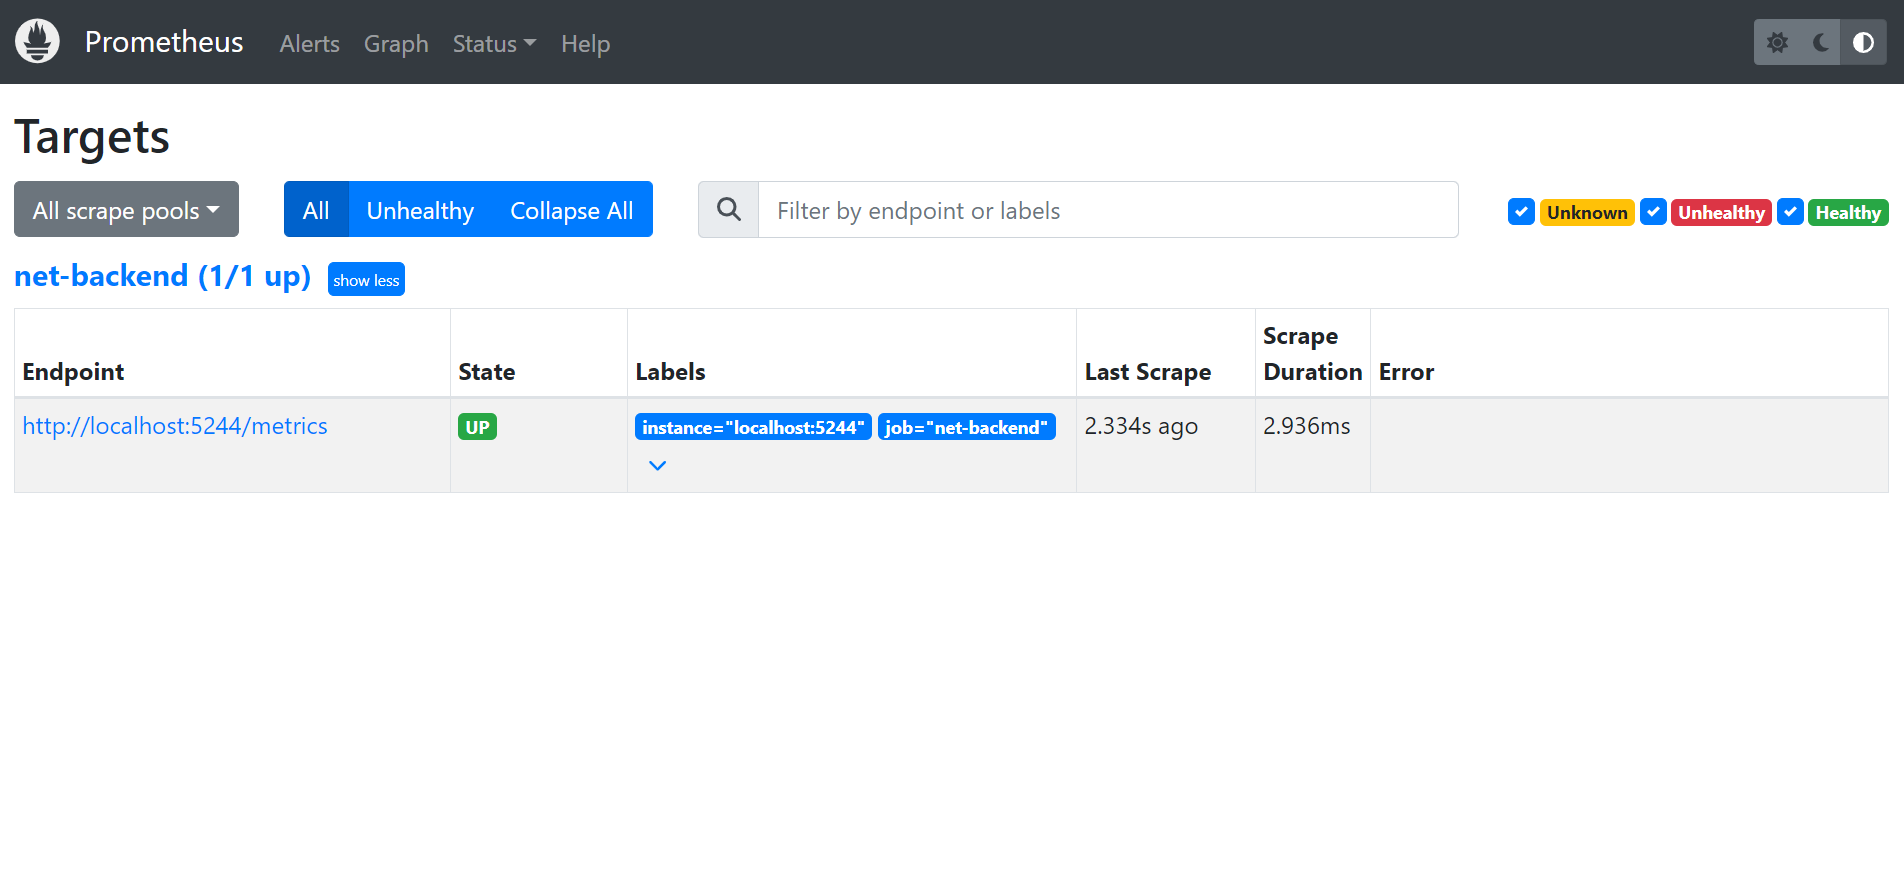 Prometheus Alerts Graph Status Help
Targets
All scrape pools All Unhealthy Collapse All Filter by endpoint or labels Unknown Unhealthy Healthy
net-backend (1/1 up) show less
Endpoint State Labels Last Scrape Scrape Duration Error
http://localhost:5244/metrics UP instance="localhost:5244" job="net-backend" 2.334s ago 2.936ms